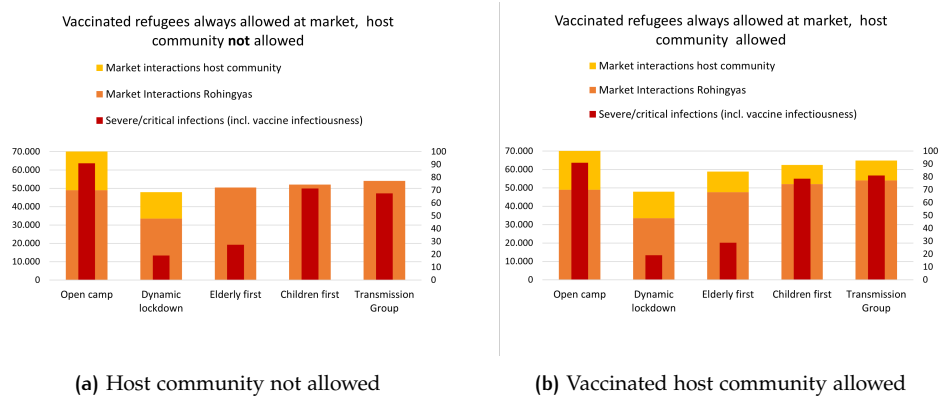 Vaccinated refugees always allowed at market, host
community not allowed
Market interactions host community
Market Interactions Rohingyas
Severe/critical infections (incl. vaccine infectiousness)
70.000
60.000
50.000
40.000
30.000
20.000
10.000
0
100
90
80
70
60
50
40
30
20
10
0
Open camp
Dynamic
lockdown
Elderly first
Children first
Transmission
Group
(a) Host community not allowed
Vaccinated refugees always allowed at market, host
community allowed
Market interactions host community
Market Interactions Rohingyas
Severe/critical infections (incl. vaccine infectiousness)
70.000
60.000
50.000
40.000
30.000
20.000
10.000
0
100
90
80
70
60
50
40
30
20
10
0
Open camp
Dynamic
lockdown
Elderly first
Children first
Transmission
Group
(b) Vaccinated host community allowed